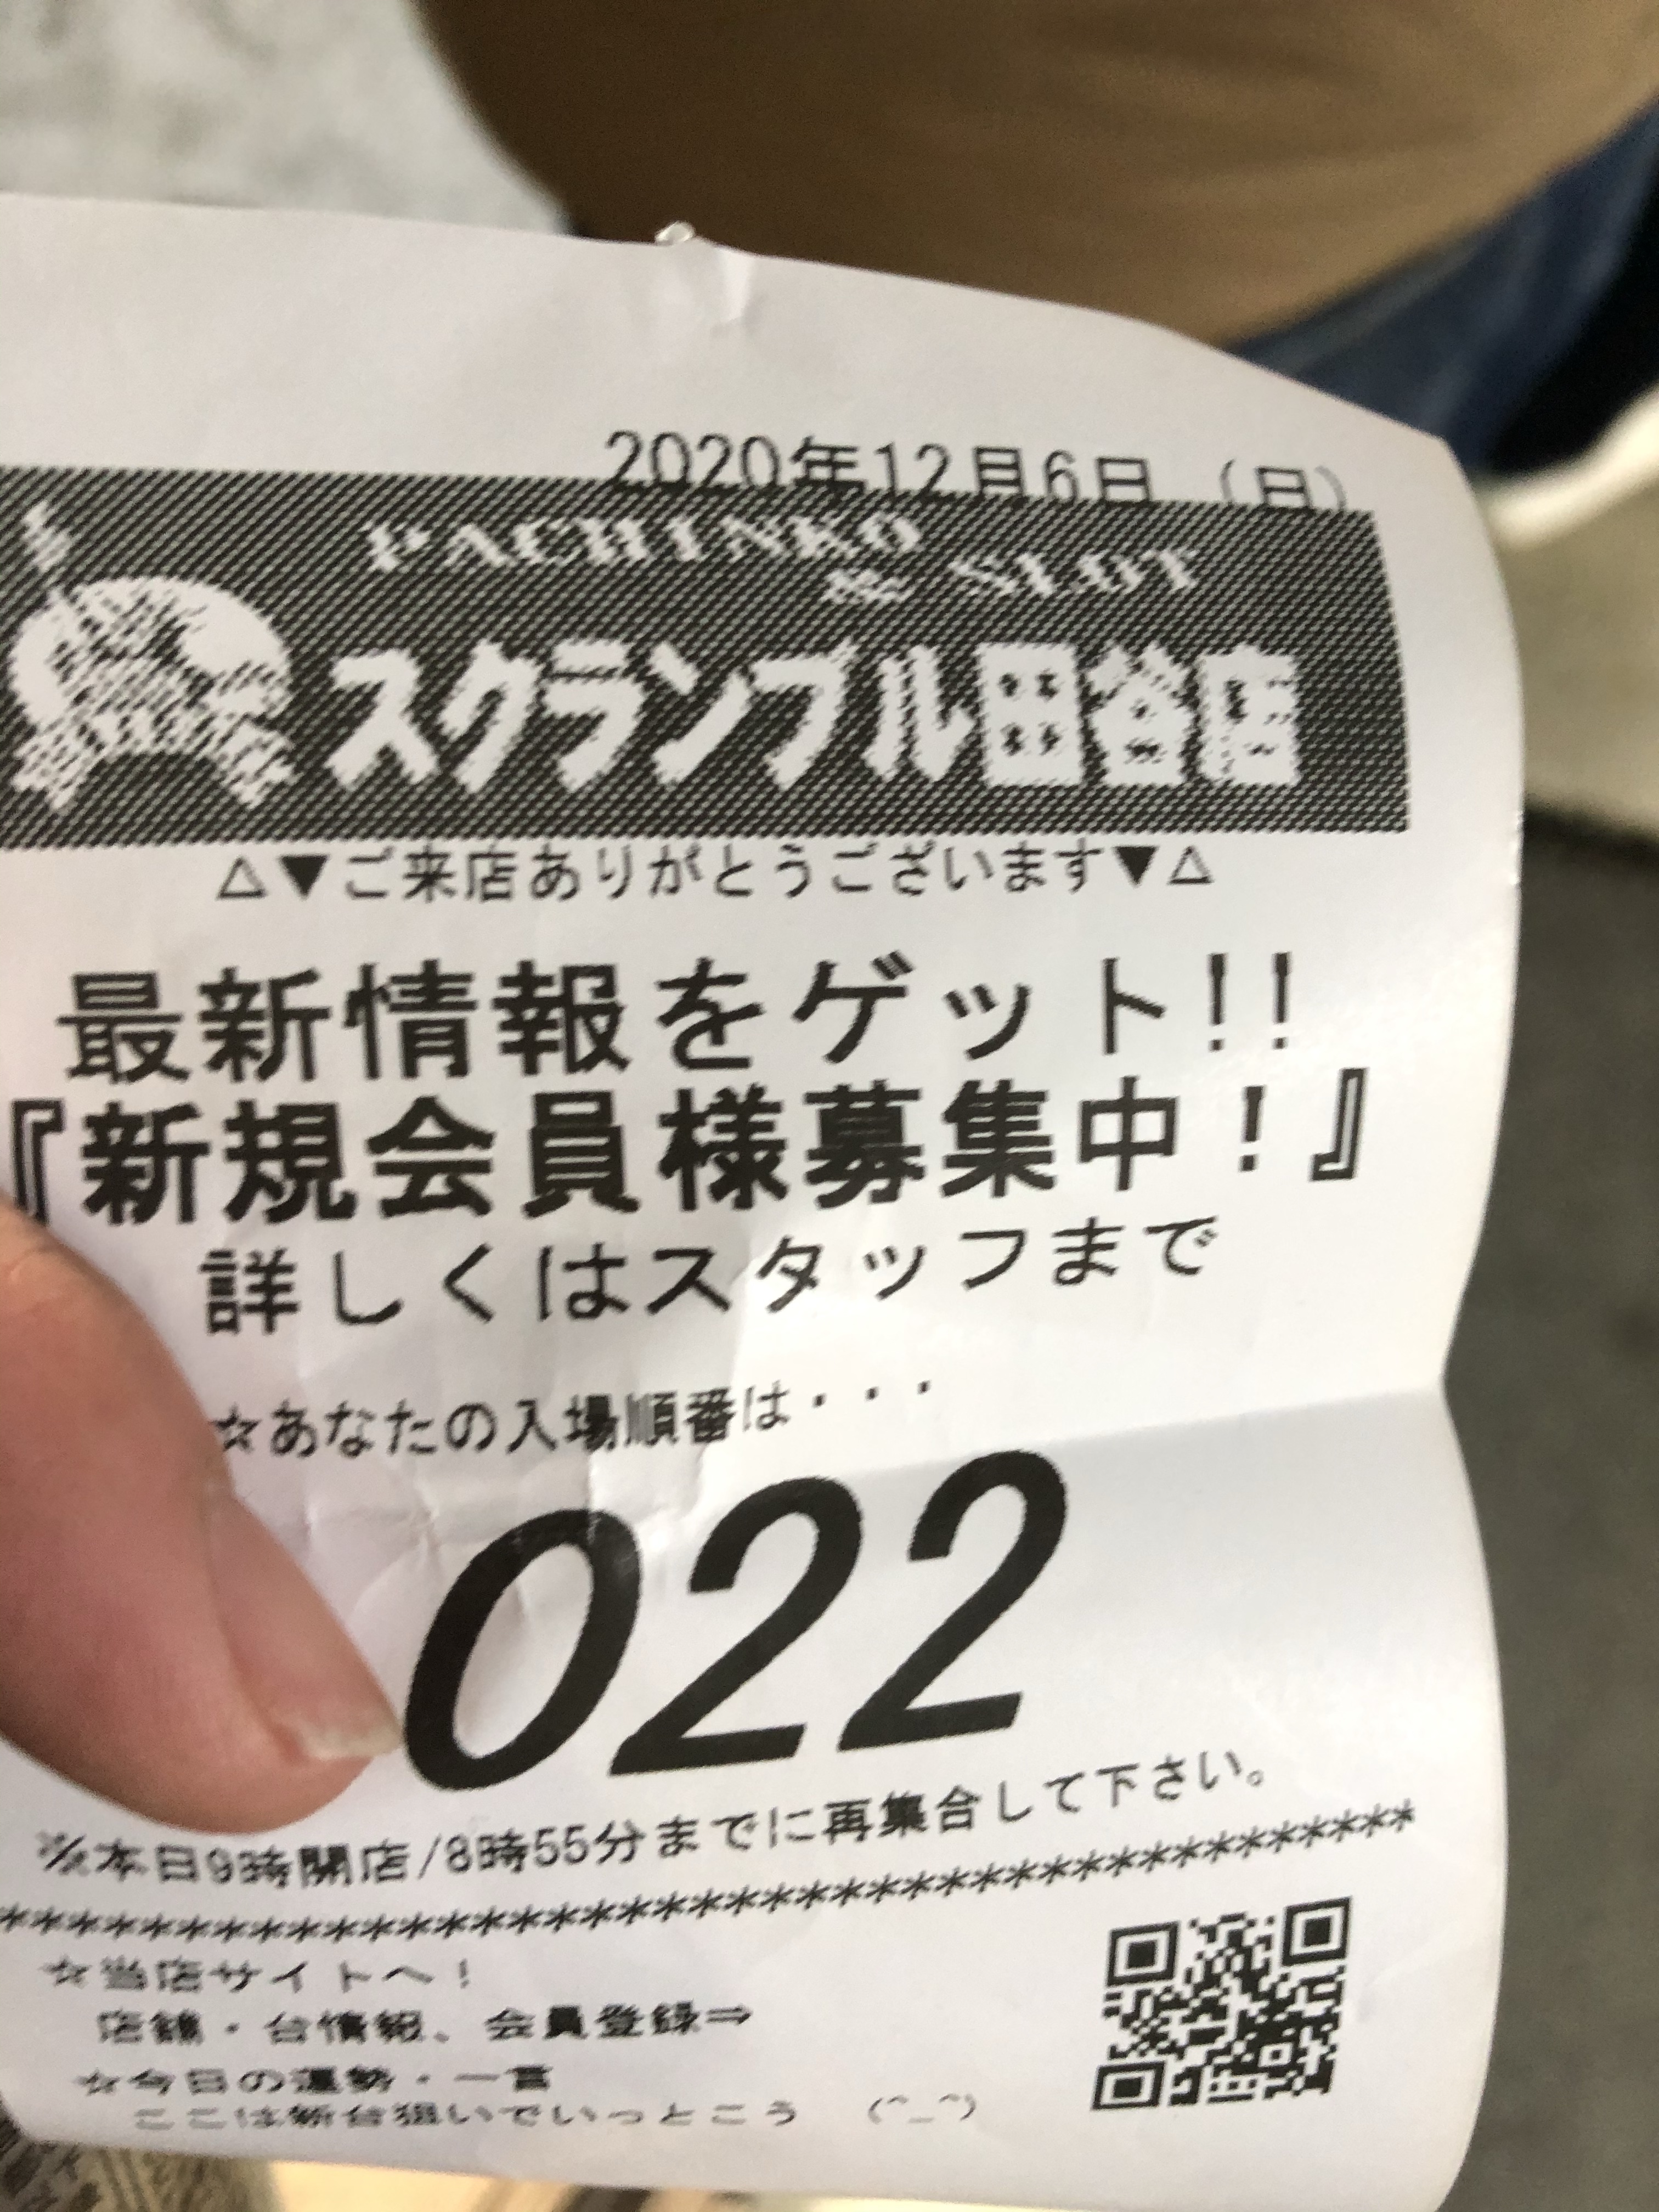 2020年12月6日（日）
PACHINKO
& SLOT
スクランブル田谷店
△▼ご来店ありがとうございます▼△
最新情報をゲット!!
『新規会員様募集中！』
詳しくはスタッフまで
☆あなたの入場順番は・・・
022
※本日9時開店/8時55分までに再集合して下さい。
****************************************
☆当店サイトへ！
店舗・台情報、会員登録⇒
☆今日の運勢・一言
ここは新台狙いでいっとこう (^_^)